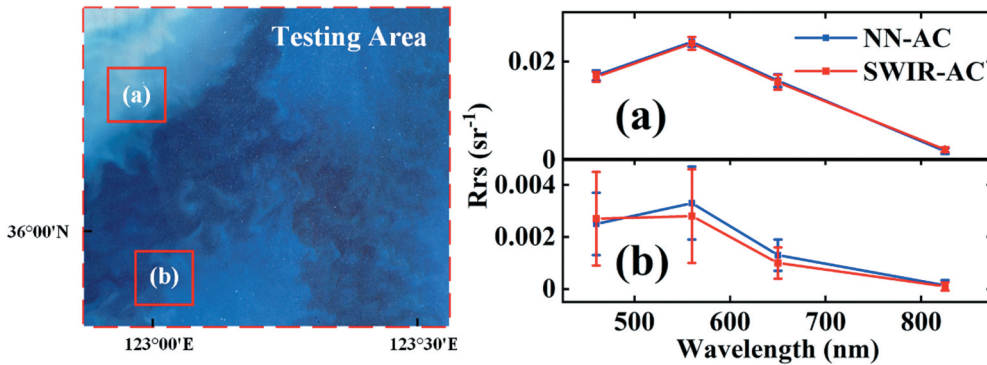 Testing Area
(a)
(b)
36°00'N
123°00'E
123°30'E
NN-AC
SWIR-AC
(a)
0.02
0
0.004
0.002
0
(b)
Rrs (sr⁻¹)
500
600
700
800
Wavelength (nm)